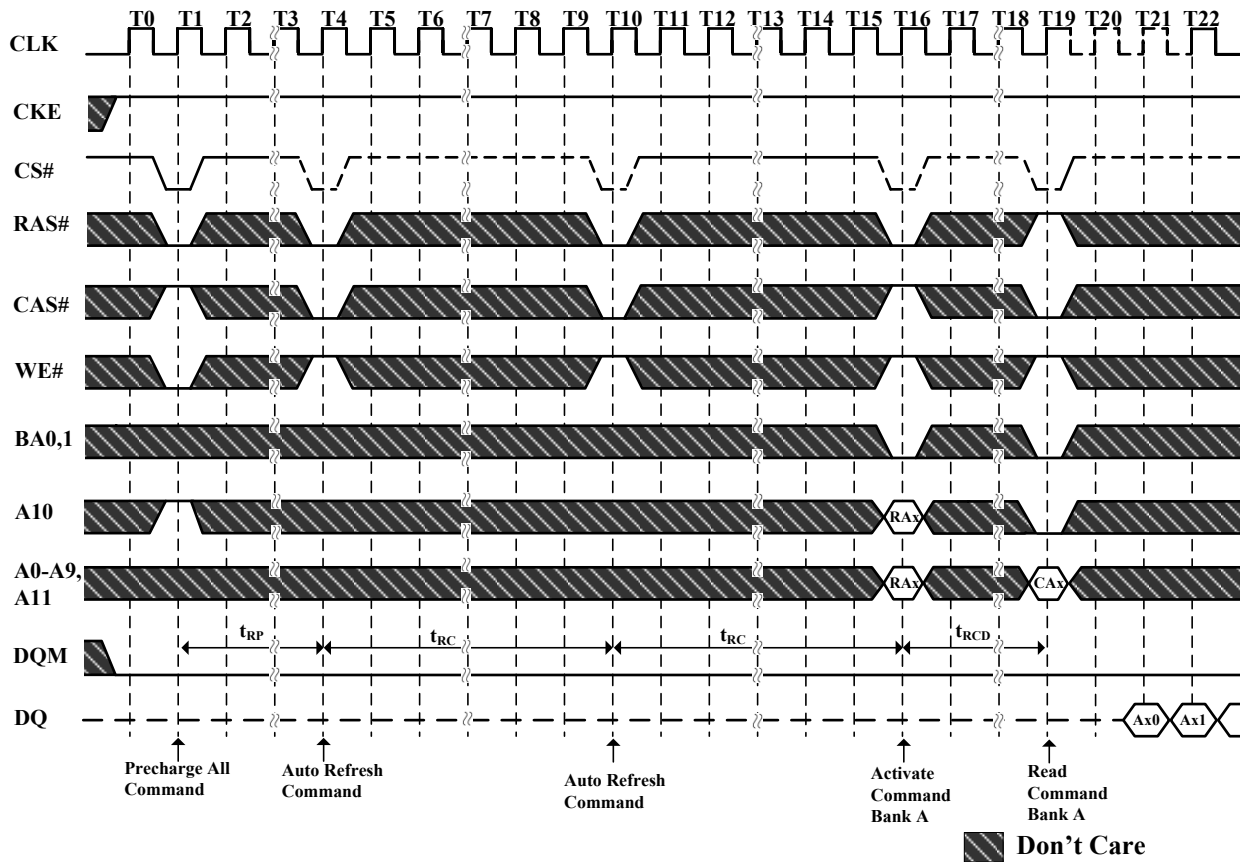 T0 T1 T2 T3 T4 T5 T6 T7 T8 T9 T10 T11 T12 T13 T14 T15 T16 T17 T18 T19 T20 T21 T22
CLK
CKE
CS#
RAS#
CAS#
WE#
BA0,1
A10
RAx
A0-A9,
A11
RAx CAx
tRP tRC tRC tRCD
DQM
DQ
Ax0 Ax1
Precharge All
Command
Auto Refresh
Command
Auto Refresh
Command
Activate
Command
Bank A
Read
Command
Bank A
Don't Care